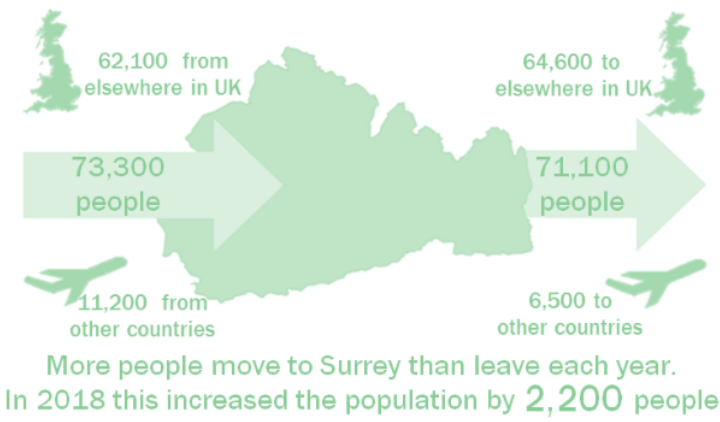 62,100 from
elsewhere in UK
64,600 to
elsewhere in UK
73,300
people
71,100
people
11,200 from
other countries
6,500 to
other countries
More people move to Surrey than leave each year.
In 2018 this increased the population by 2,200 people